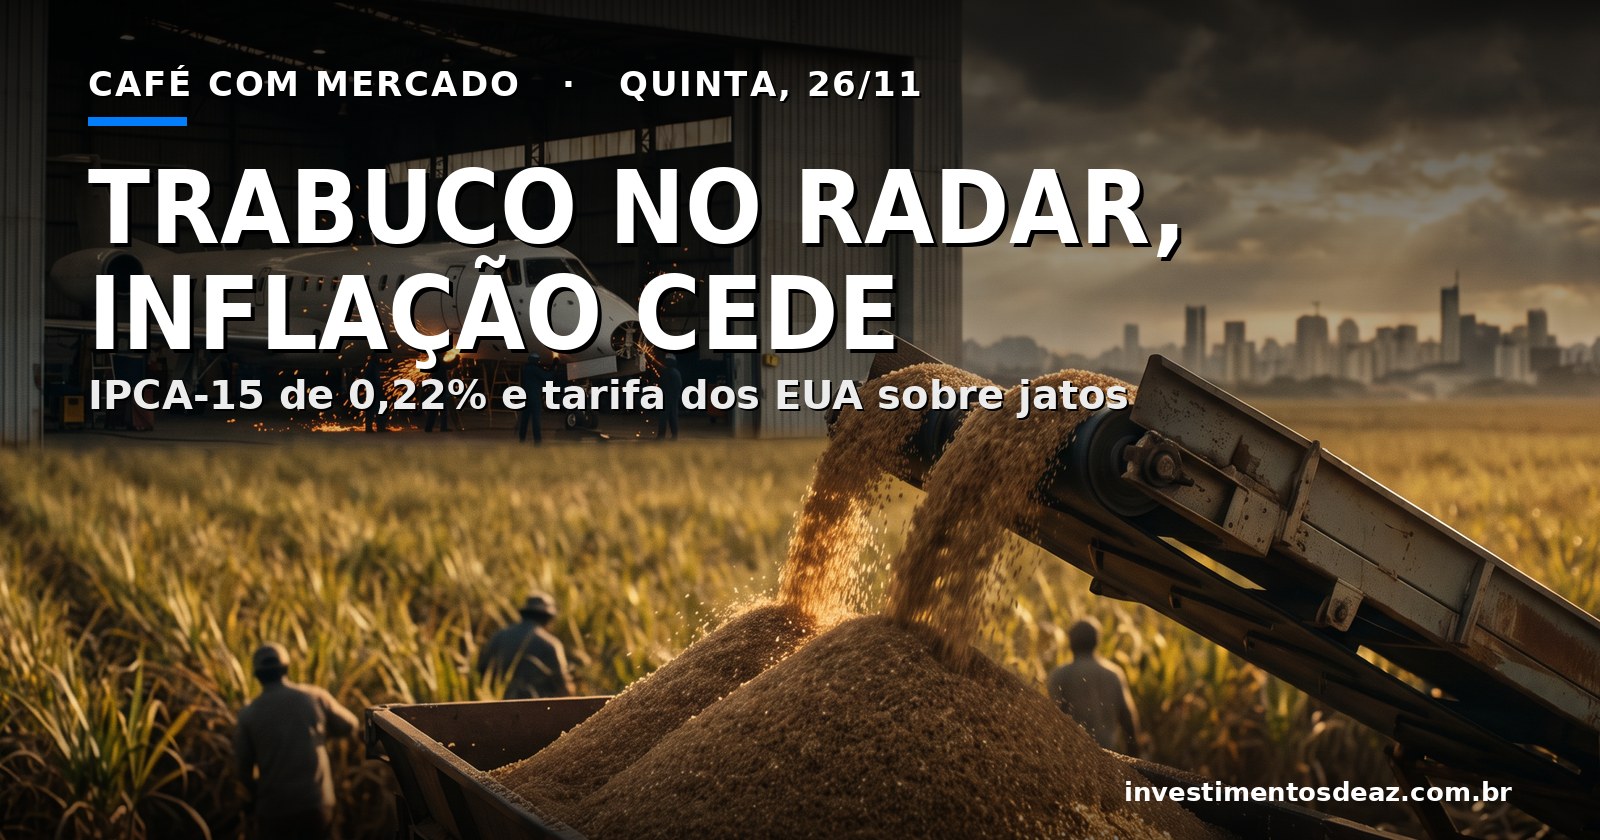 CAFÉ COM MERCADO · QUINTA, 26/11
TRABUCO NO RADAR,
INFLAÇÃO CEDE
IPCA-15 de 0,22% e tarifa dos EUA sobre jatos
investimentosdeaz.com.br